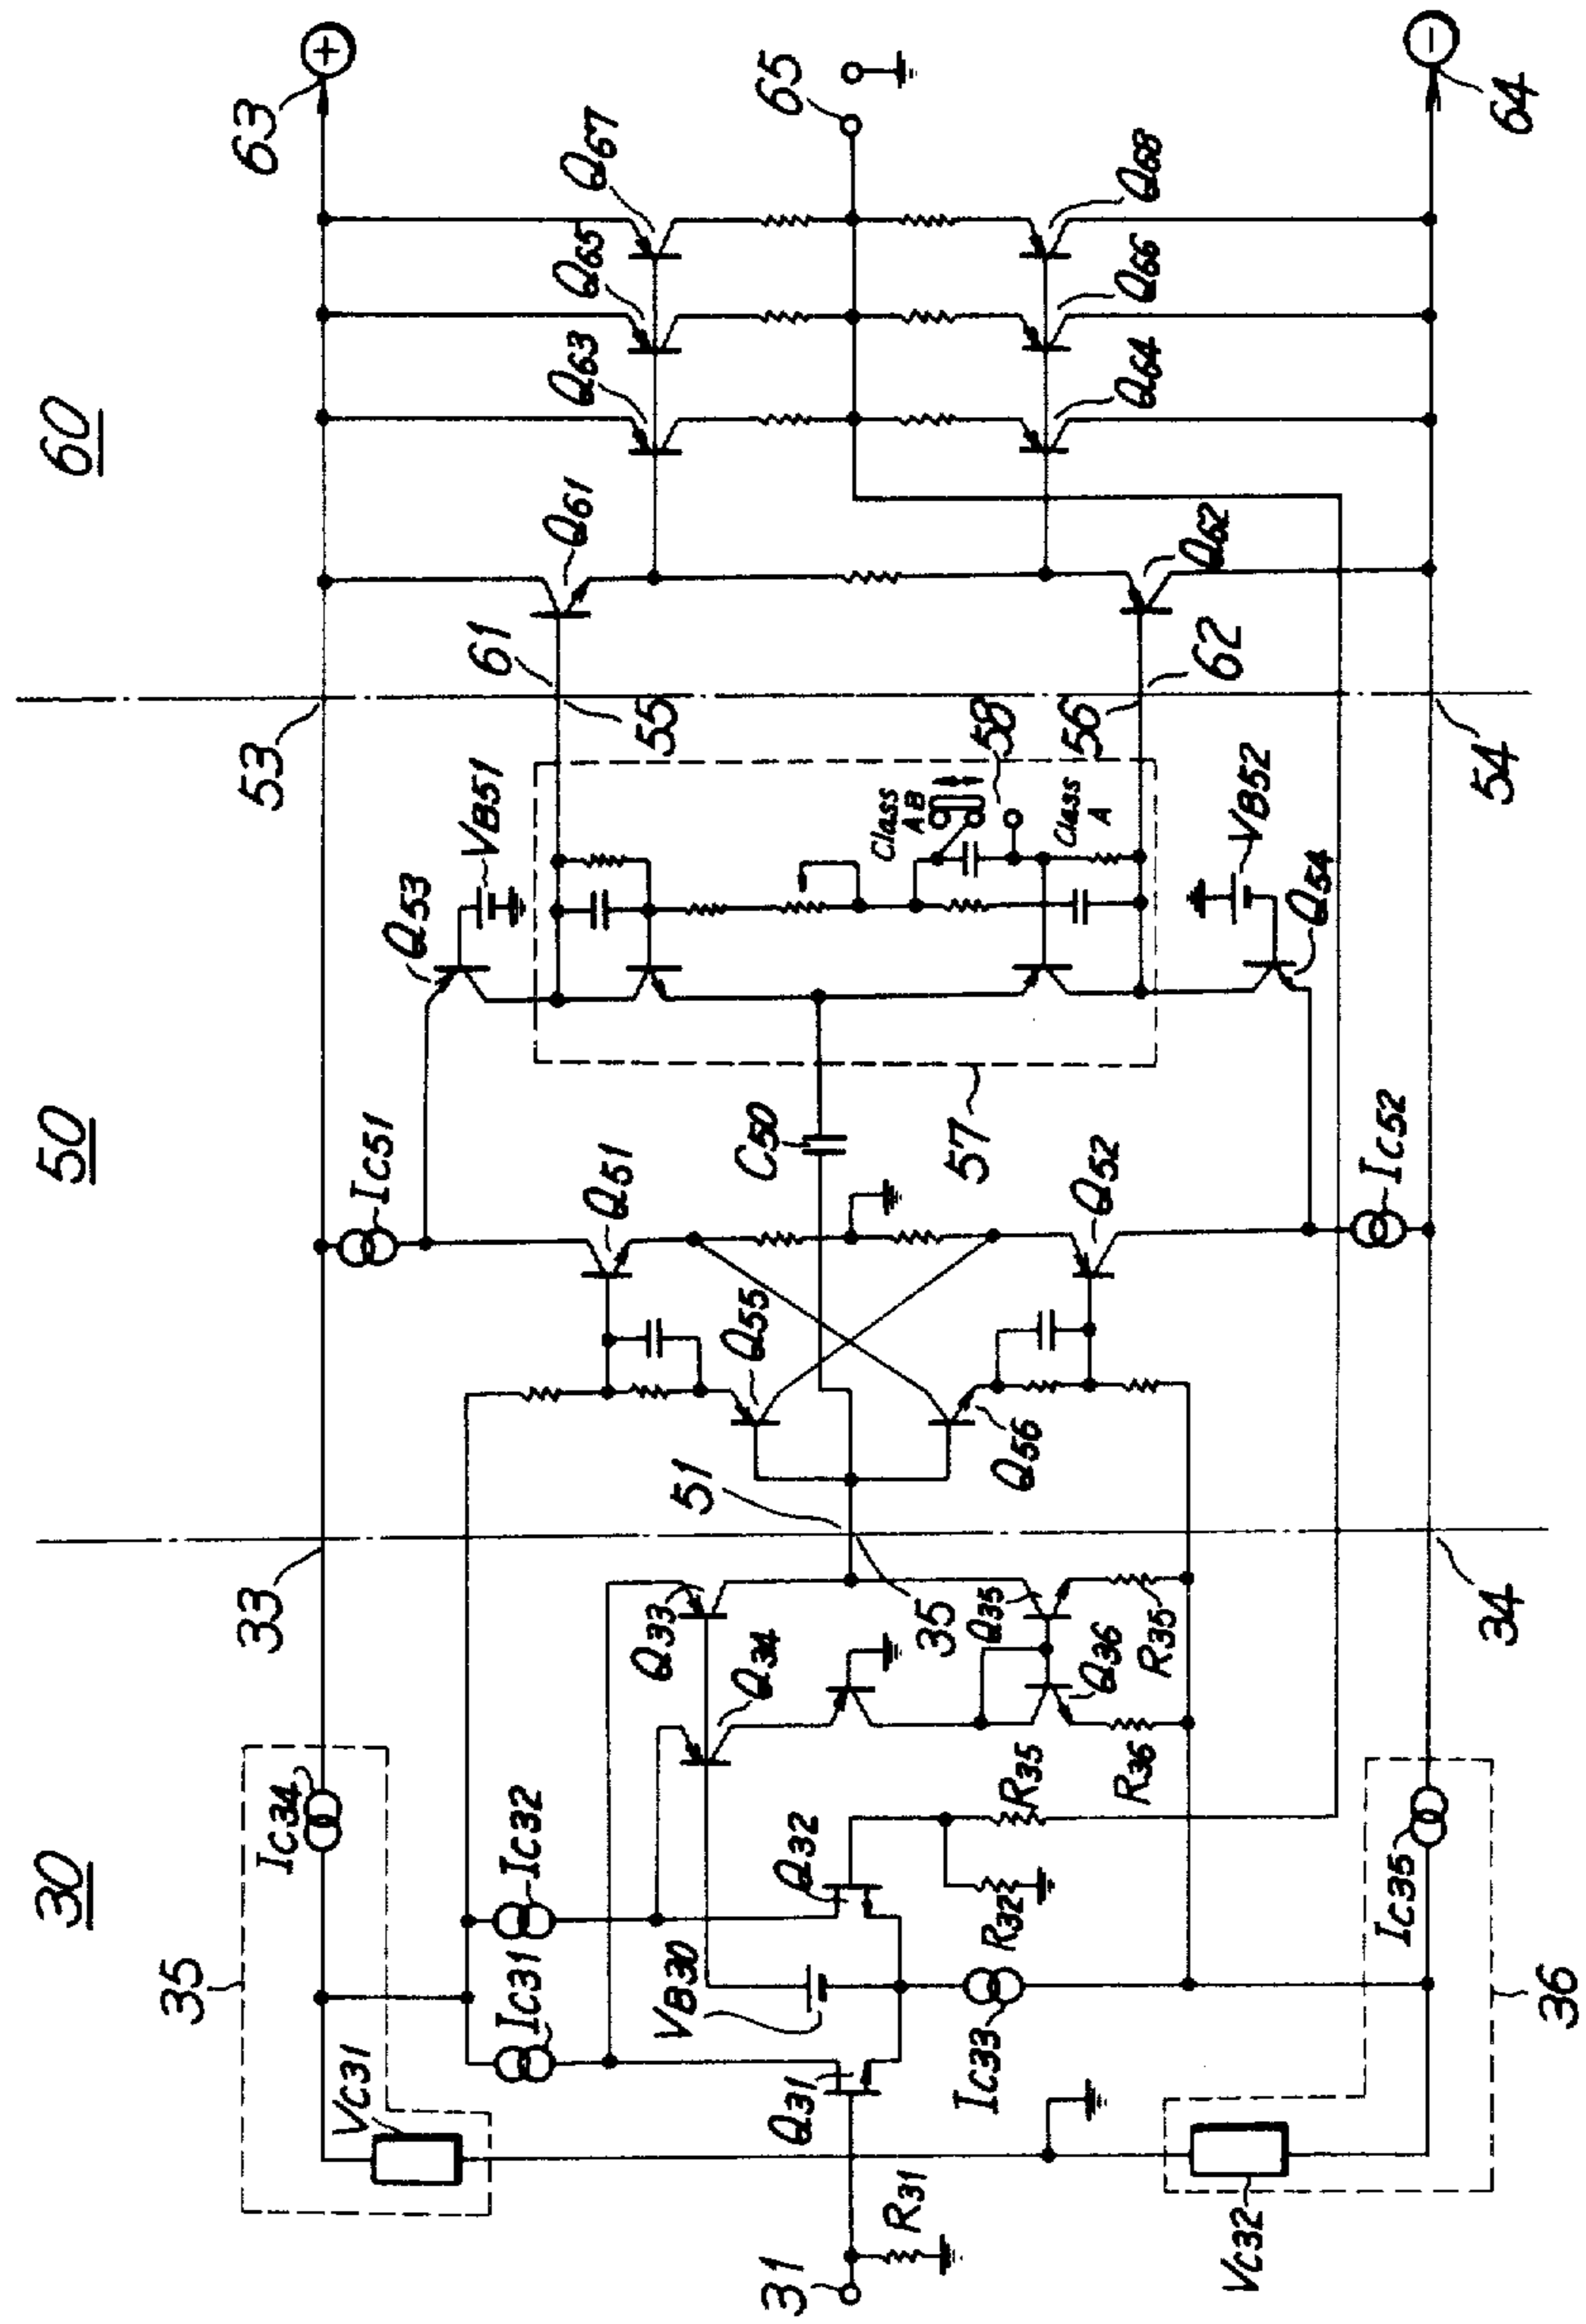 30
50
60
35
IC34
33
53
63
+
VC31
IC31
IC32
IC51
Q53
VB51
61
Q61
Q63
Q65
Q67
55
Q33
Q34
Q51
Q55
C50
VB30
Q31
Q32
31
R31
51
35
65
Class
AB
58
Class
A
57
56
62
Q62
Q64
Q66
Q68
IC33
R32
R35
Q35
Q36
R36
R35
Q56
Q52
VB52
Q54
IC52
VC32
IC35
36
34
54
64
−